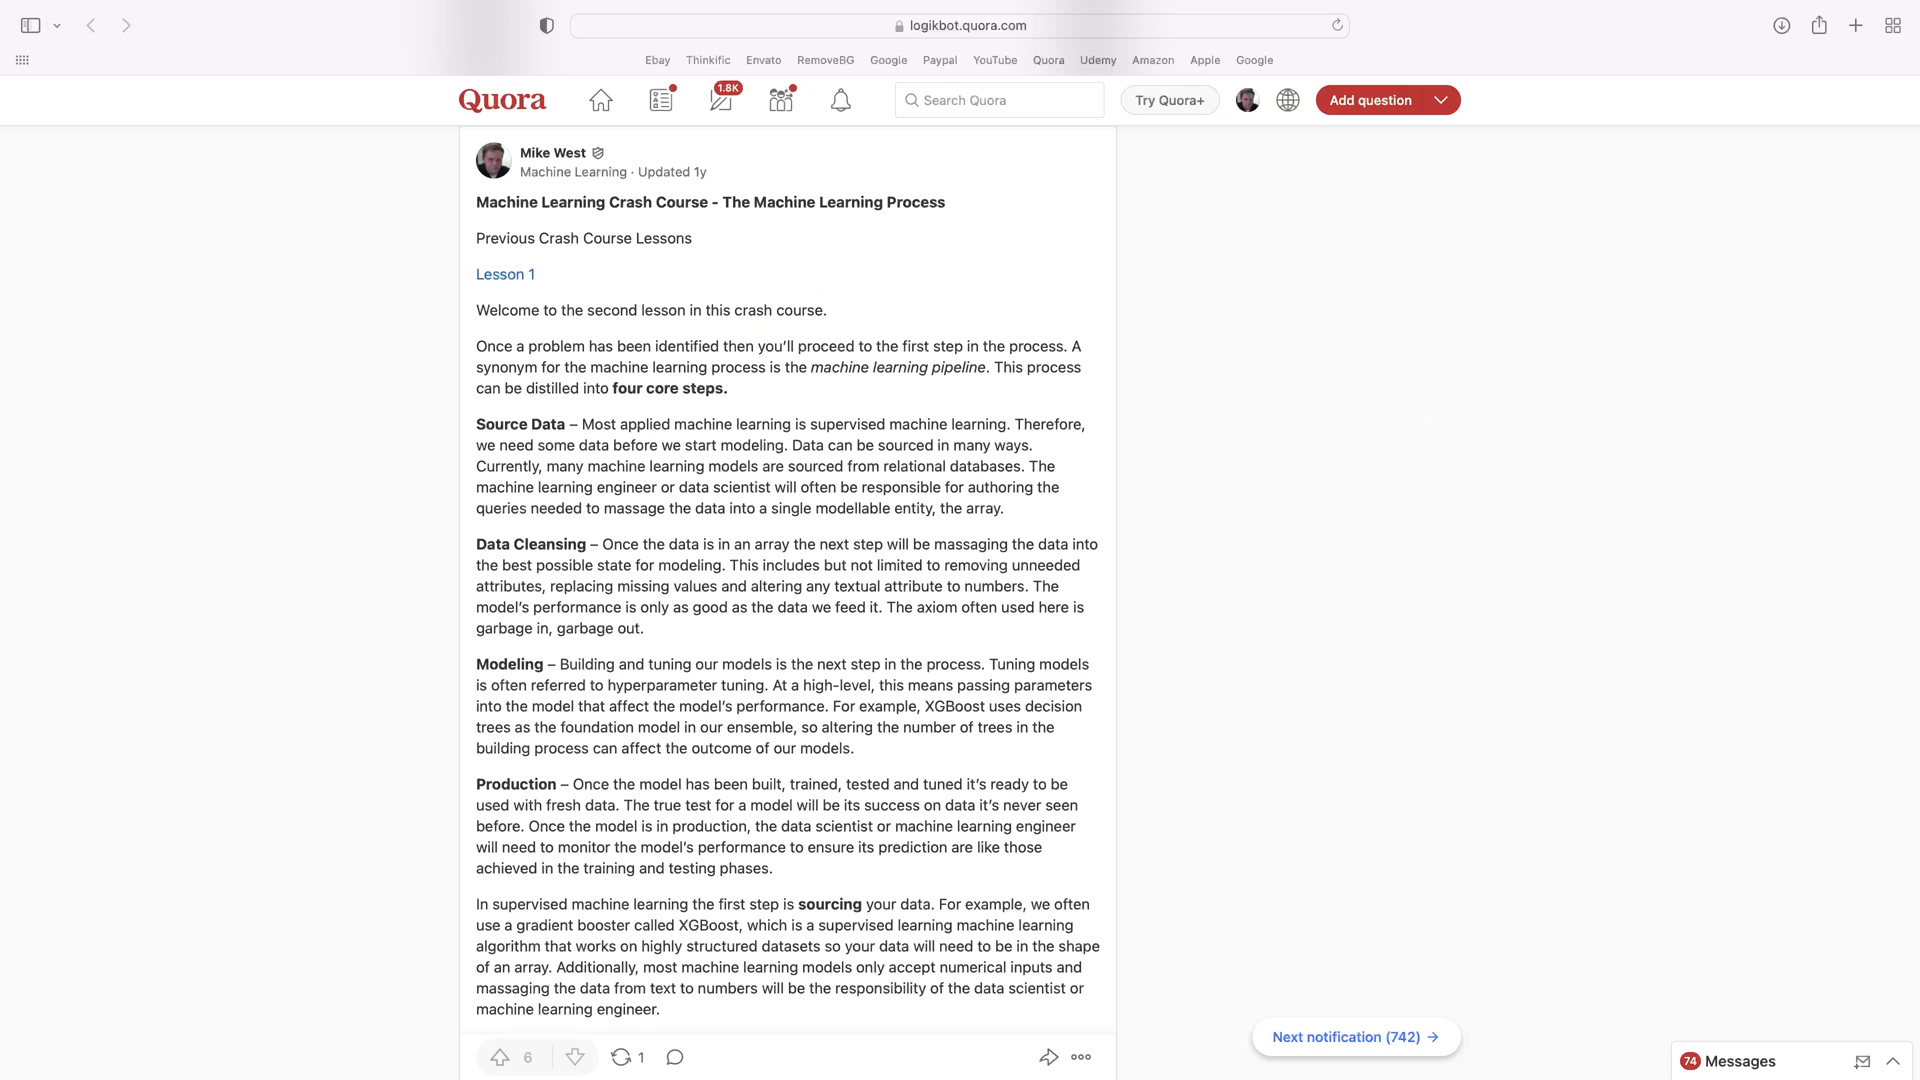 logikbot.quora.com
Ebay Thinkific Envato RemoveBG Google Paypal YouTube Quora Udemy Amazon Apple Google
Quora
1.8K
Search Quora
Try Quora+
Add question
Mike West
Machine Learning · Updated 1y
Machine Learning Crash Course - The Machine Learning Process
Previous Crash Course Lessons
Lesson 1
Welcome to the second lesson in this crash course.
Once a problem has been identified then you’ll proceed to the first step in the process. A
synonym for the machine learning process is the machine learning pipeline. This process
can be distilled into four core steps.
Source Data – Most applied machine learning is supervised machine learning. Therefore,
we need some data before we start modeling. Data can be sourced in many ways.
Currently, many machine learning models are sourced from relational databases. The
machine learning engineer or data scientist will often be responsible for authoring the
queries needed to massage the data into a single modellable entity, the array.
Data Cleansing – Once the data is in an array the next step will be massaging the data into
the best possible state for modeling. This includes but not limited to removing unneeded
attributes, replacing missing values and altering any textual attribute to numbers. The
model’s performance is only as good as the data we feed it. The axiom often used here is
garbage in, garbage out.
Modeling – Building and tuning our models is the next step in the process. Tuning models
is often referred to hyperparameter tuning. At a high-level, this means passing parameters
into the model that affect the model’s performance. For example, XGBoost uses decision
trees as the foundation model in our ensemble, so altering the number of trees in the
building process can affect the outcome of our models.
Production – Once the model has been built, trained, tested and tuned it’s ready to be
used with fresh data. The true test for a model will be its success on data it’s never seen
before. Once the model is in production, the data scientist or machine learning engineer
will need to monitor the model’s performance to ensure its prediction are like those
achieved in the training and testing phases.
In supervised machine learning the first step is sourcing your data. For example, we often
use a gradient booster called XGBoost, which is a supervised learning machine learning
algorithm that works on highly structured datasets so your data will need to be in the shape
of an array. Additionally, most machine learning models only accept numerical inputs and
massaging the data from text to numbers will be the responsibility of the data scientist or
machine learning engineer.
6
1
Next notification (742) →
74 Messages